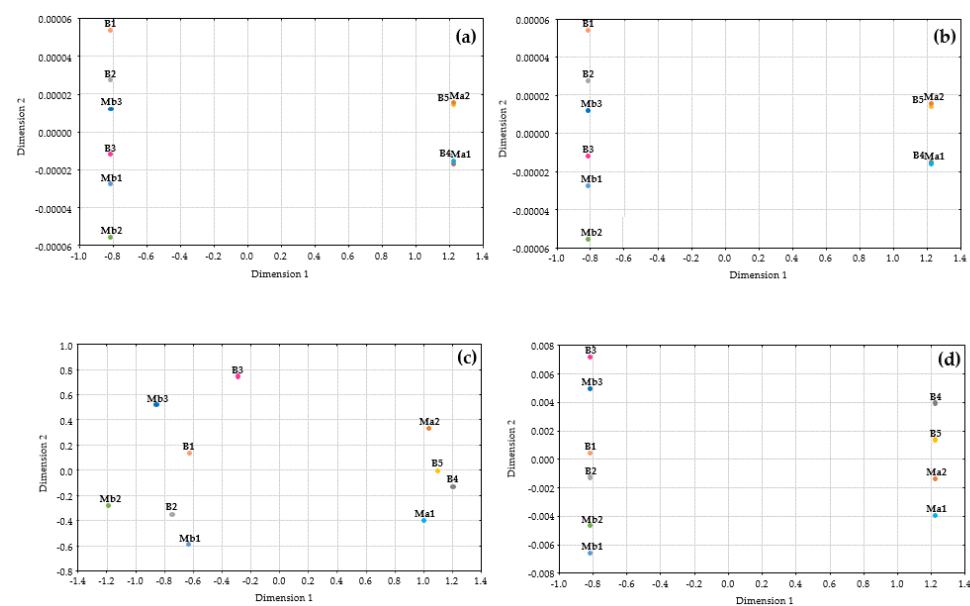 (a)
0.00006
0.00004
0.00002
0.00000
-0.00002
-0.00004
-0.00006
Dimension 2
B1
B2
Mb3
B3
Mb1
Mb2
B5 Ma2
B4 Ma1
-1.0 -0.8 -0.6 -0.4 -0.2 0.0 0.2 0.4 0.6 0.8 1.0 1.2 1.4
Dimension 1
(b)
0.00006
0.00004
0.00002
0.00000
-0.00002
-0.00004
-0.00006
Dimension 2
B1
B2
Mb3
B3
Mb1
Mb2
B5 Ma2
B4 Ma1
-1.0 -0.8 -0.6 -0.4 -0.2 0.0 0.2 0.4 0.6 0.8 1.0 1.2 1.4
Dimension 1
(c)
1.0
0.8
0.6
0.4
0.2
0.0
-0.2
-0.4
-0.6
-0.8
Dimension 2
B3
Mb3
Ma2
B1
B5
B4
Mb2
B2
Ma1
Mb1
-1.4 -1.2 -1.0 -0.8 -0.6 -0.4 -0.2 0.0 0.2 0.4 0.6 0.8 1.0 1.2 1.4
Dimension 1
(d)
0.008
0.006
0.004
0.002
0.000
-0.002
-0.004
-0.006
-0.008
Dimension 2
B3
Mb3
B4
B1
B5
B2
Ma2
Mb2
Ma1
Mb1
-1.0 -0.8 -0.6 -0.4 -0.2 0.0 0.2 0.4 0.6 0.8 1.0 1.2 1.4
Dimension 1